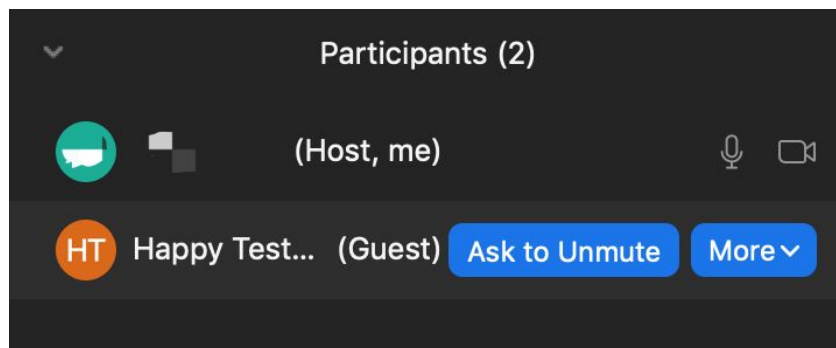 Participants (2)
(Host, me)
HT Happy Test... (Guest) Ask to Unmute More